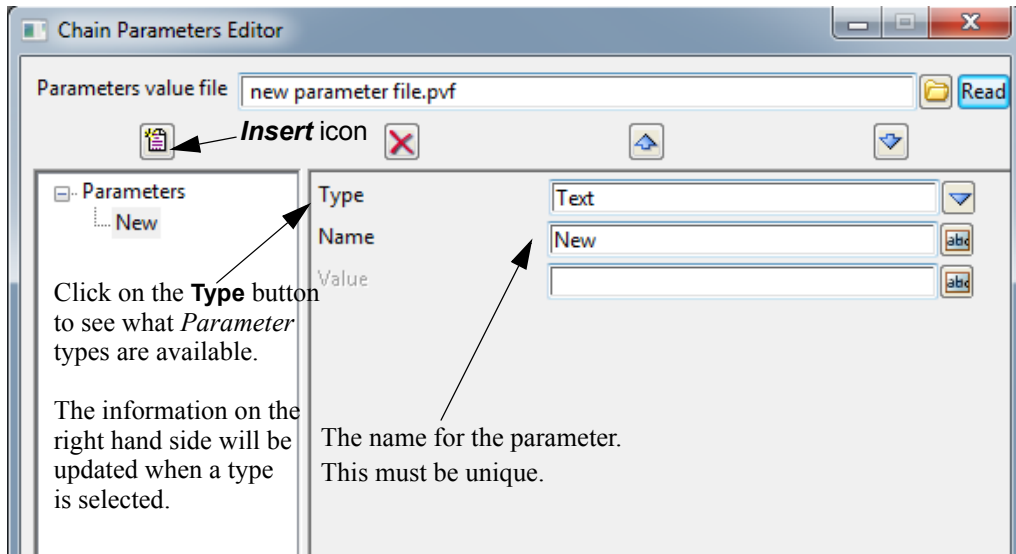 Chain Parameters Editor
Parameters value file new parameter file.pvf Read
Insert icon
Parameters
New
Type Text
Name New abc
Value abc
Click on the Type button
to see what Parameter
types are available.
The information on the
right hand side will be
updated when a type
is selected.
The name for the parameter.
This must be unique.